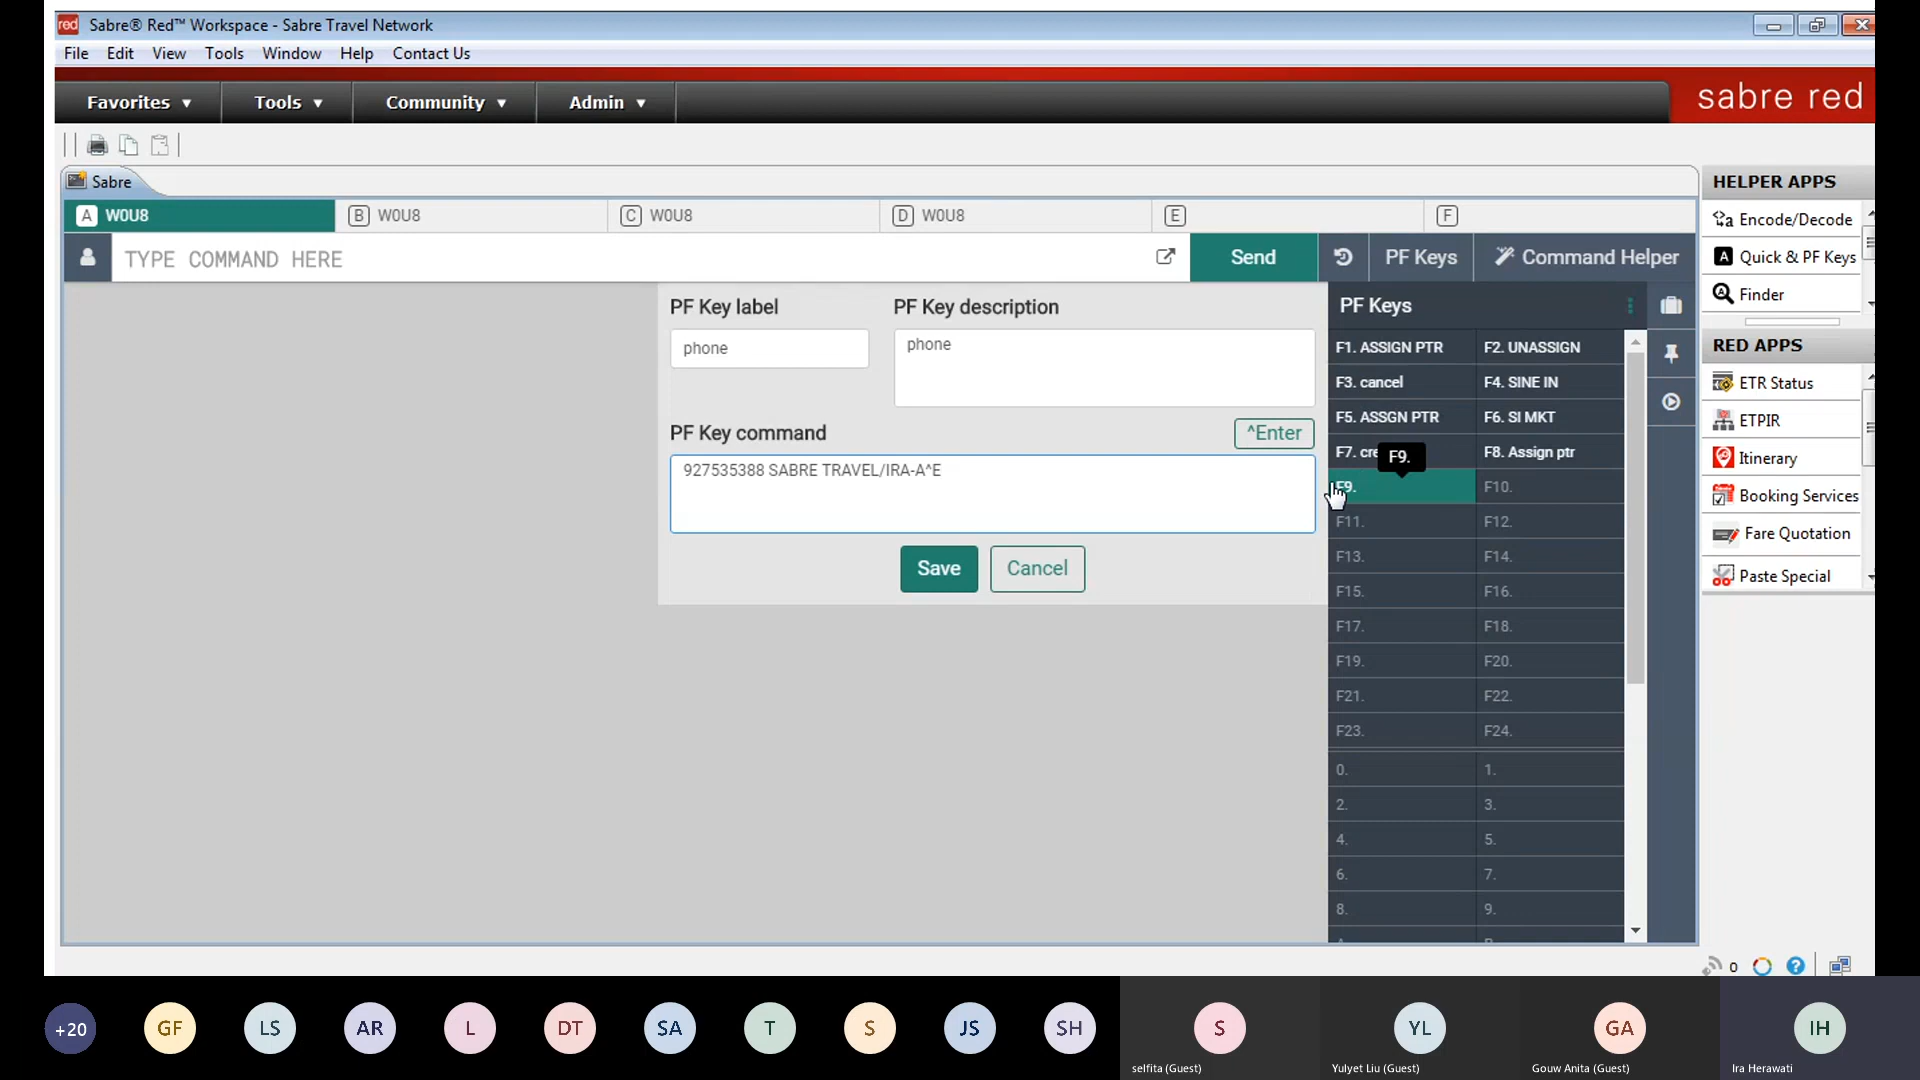 red Sabre® Red™ Workspace - Sabre Travel Network
File Edit View Tools Window Help Contact Us
Favorites ▼ Tools ▼ Community ▼ Admin ▼
sabre red
Sabre
A W0U8 B W0U8 C W0U8 D W0U8 E F
TYPE COMMAND HERE
Send PF Keys Command Helper
PF Key label PF Key description
phone phone
PF Key command ^Enter
927535388 SABRE TRAVEL/IRA-A^E
Save Cancel
PF Keys
F1. ASSIGN PTR F2. UNASSIGN
F3. cancel F4. SINE IN
F5. ASSGN PTR F6. SI MKT
F7. cre F8. Assign ptr
F9.
F9. F10.
F11. F12.
F13. F14.
F15. F16.
F17. F18.
F19. F20.
F21. F22.
F23. F24.
0. 1.
2. 3.
4. 5.
6. 7.
8. 9.
HELPER APPS
Encode/Decode
A Quick & PF Keys
Finder
RED APPS
ETR Status
ETPIR
Itinerary
Booking Services
Fare Quotation
Paste Special
0
+20 GF LS AR L DT SA T S JS SH S YL GA IH
selfita (Guest) Yulyet Liu (Guest) Gouw Anita (Guest) Ira Herawati